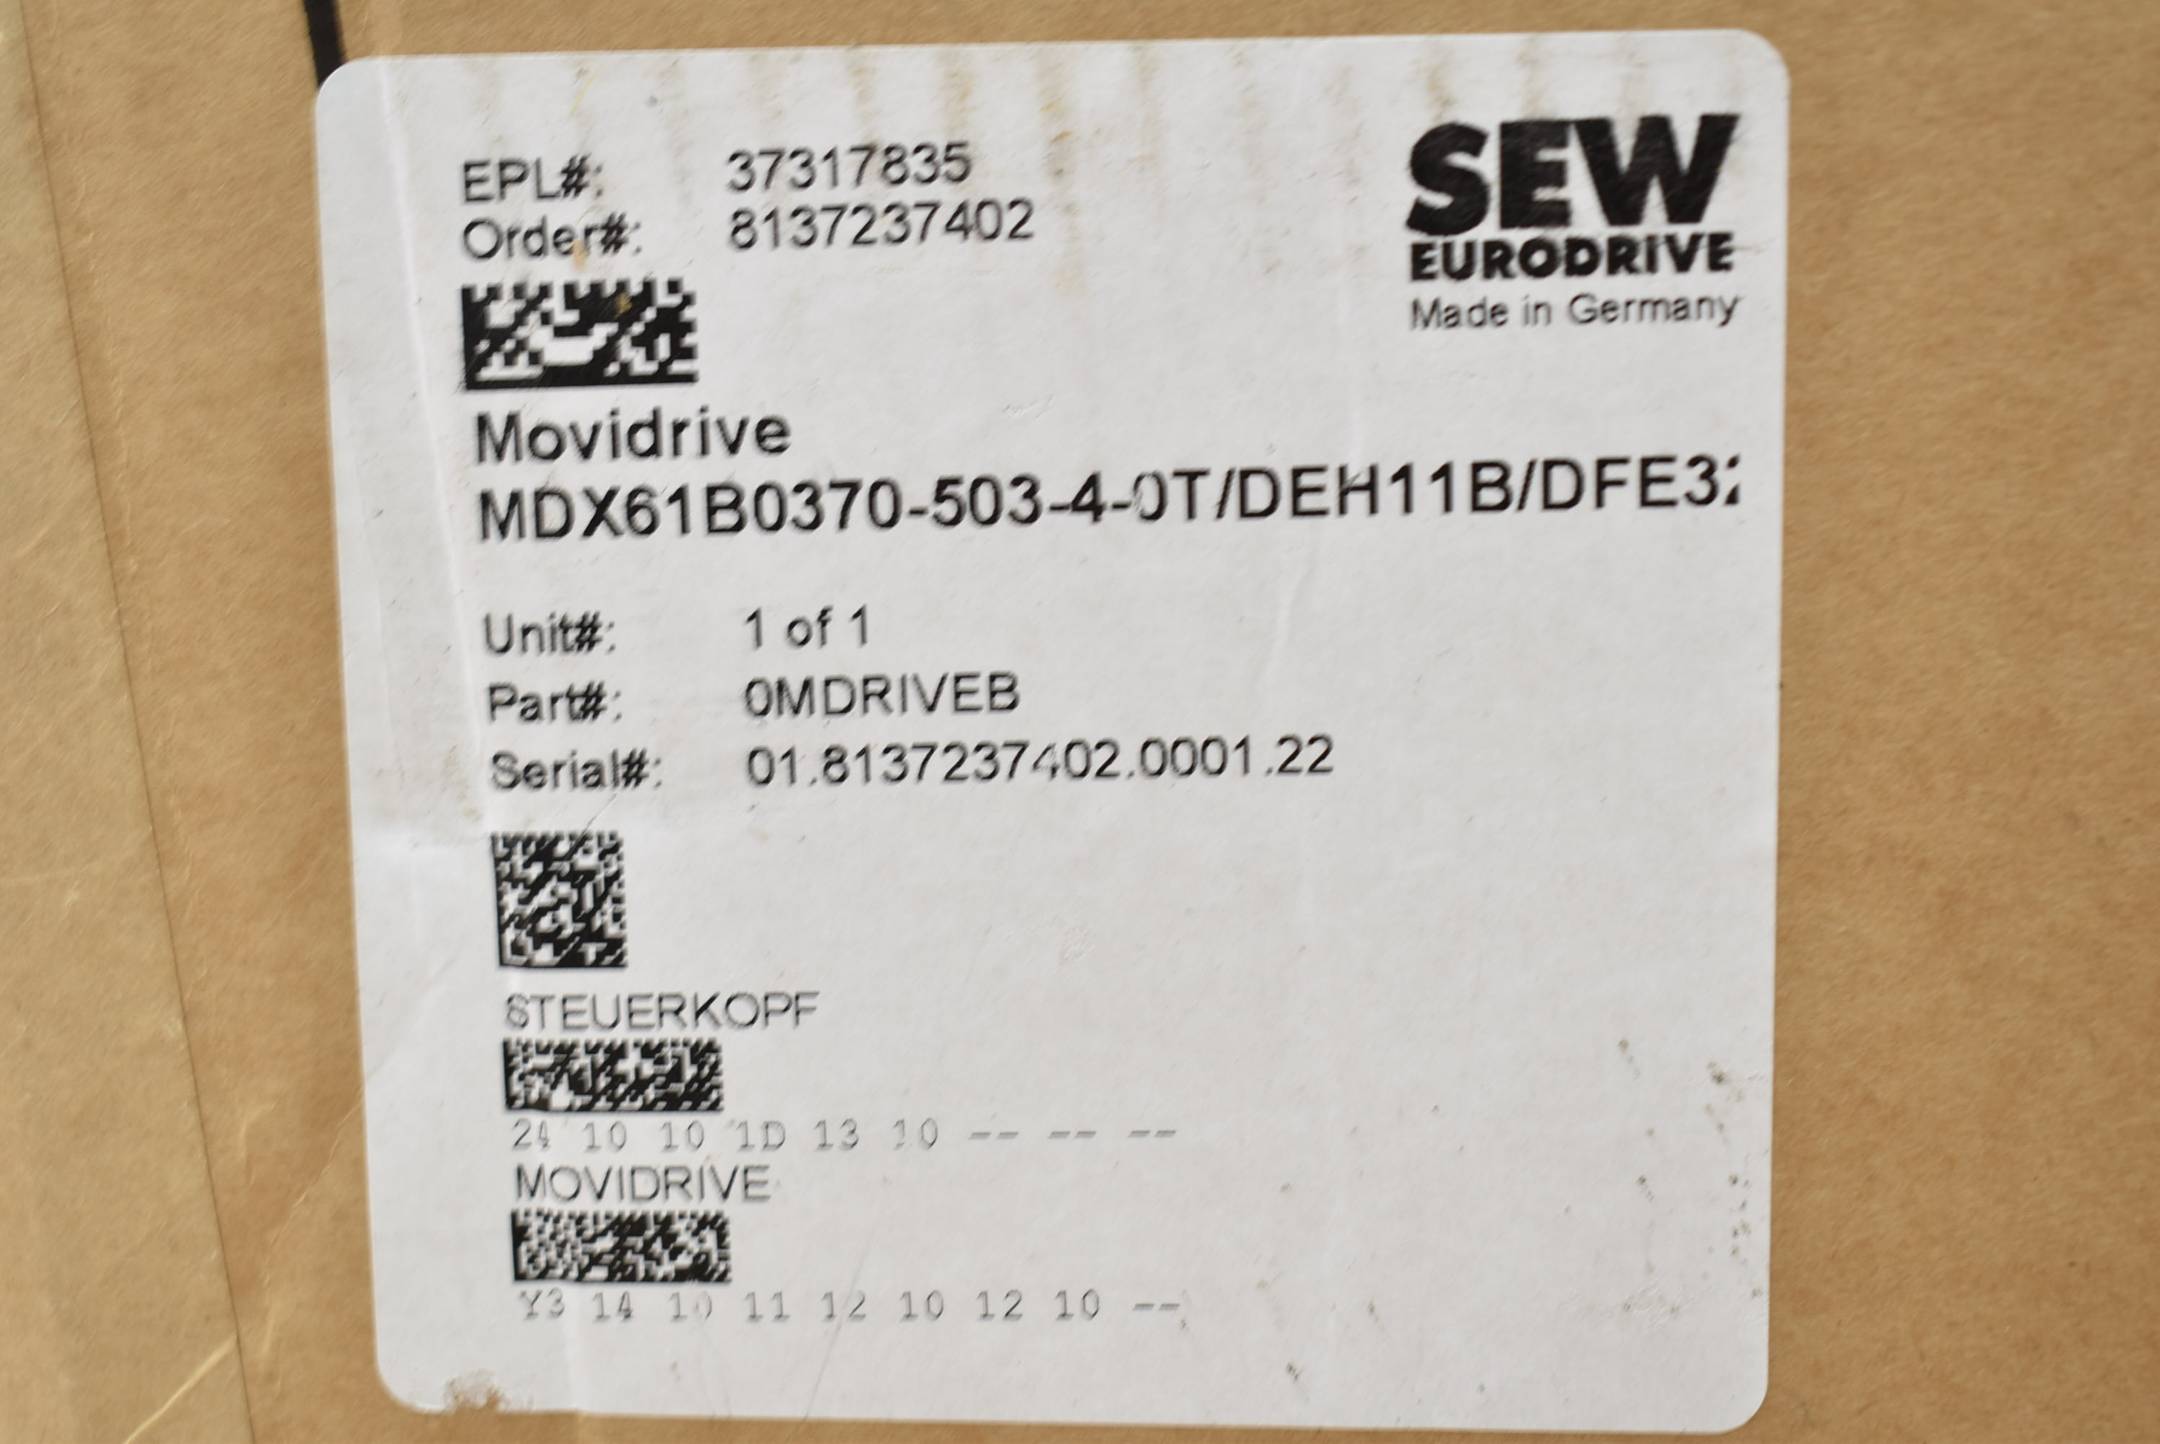 EPL#: 37317835
Order#: 8137237402
SEW
EURODRIVE
Made in Germany
Movidrive
MDX61B0370-503-4-0T/DEH11B/DFE32
Unit#: 1 of 1
Part#: 0MDRIVEB
Serial#: 01.8137237402.0001.22
STEUERKOPF
24 10 10 1D 13 10 -- -- --
MOVIDRIVE
Y3 14 10 11 12 10 12 10 --